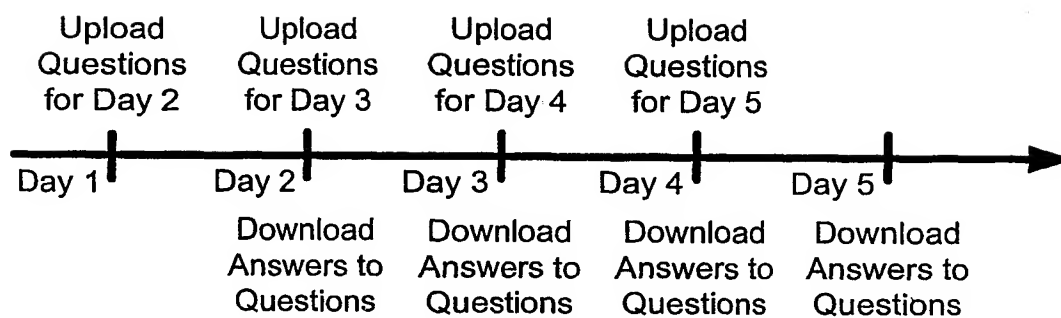 Upload
Questions
for Day 2
Upload
Questions
for Day 3
Upload
Questions
for Day 4
Upload
Questions
for Day 5
Day 1
Day 2
Day 3
Day 4
Day 5
Download
Answers to
Questions
Download
Answers to
Questions
Download
Answers to
Questions
Download
Answers to
Questions